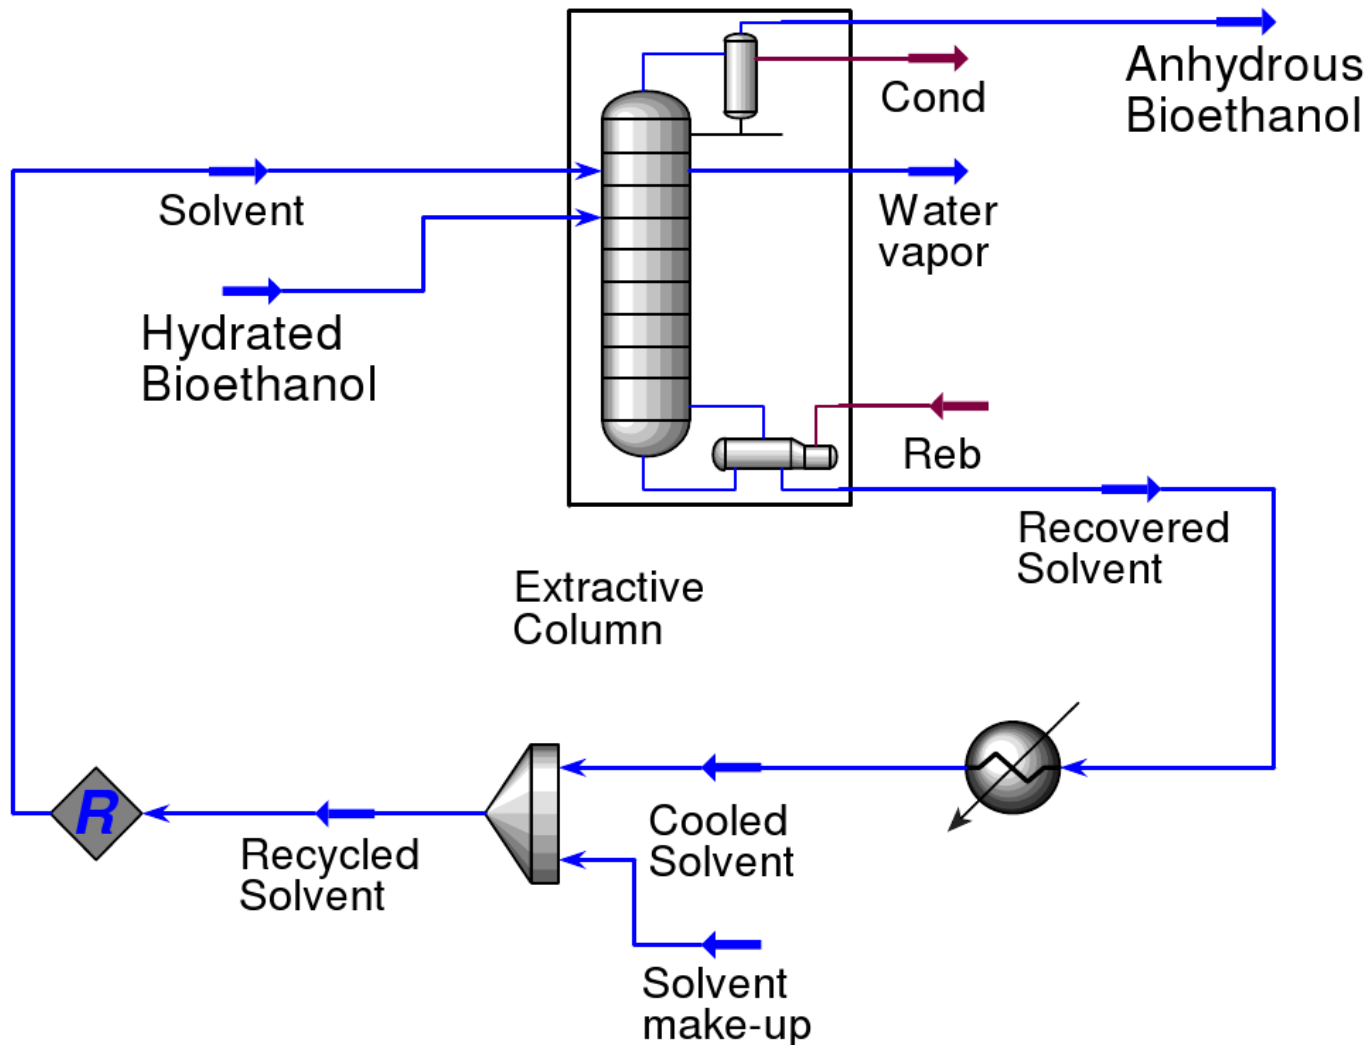 Anhydrous
Bioethanol
Cond
Solvent
Water
vapor
Hydrated
Bioethanol
Reb
Recovered
Solvent
Extractive
Column
R
Cooled
Solvent
Recycled
Solvent
Solvent
make-up